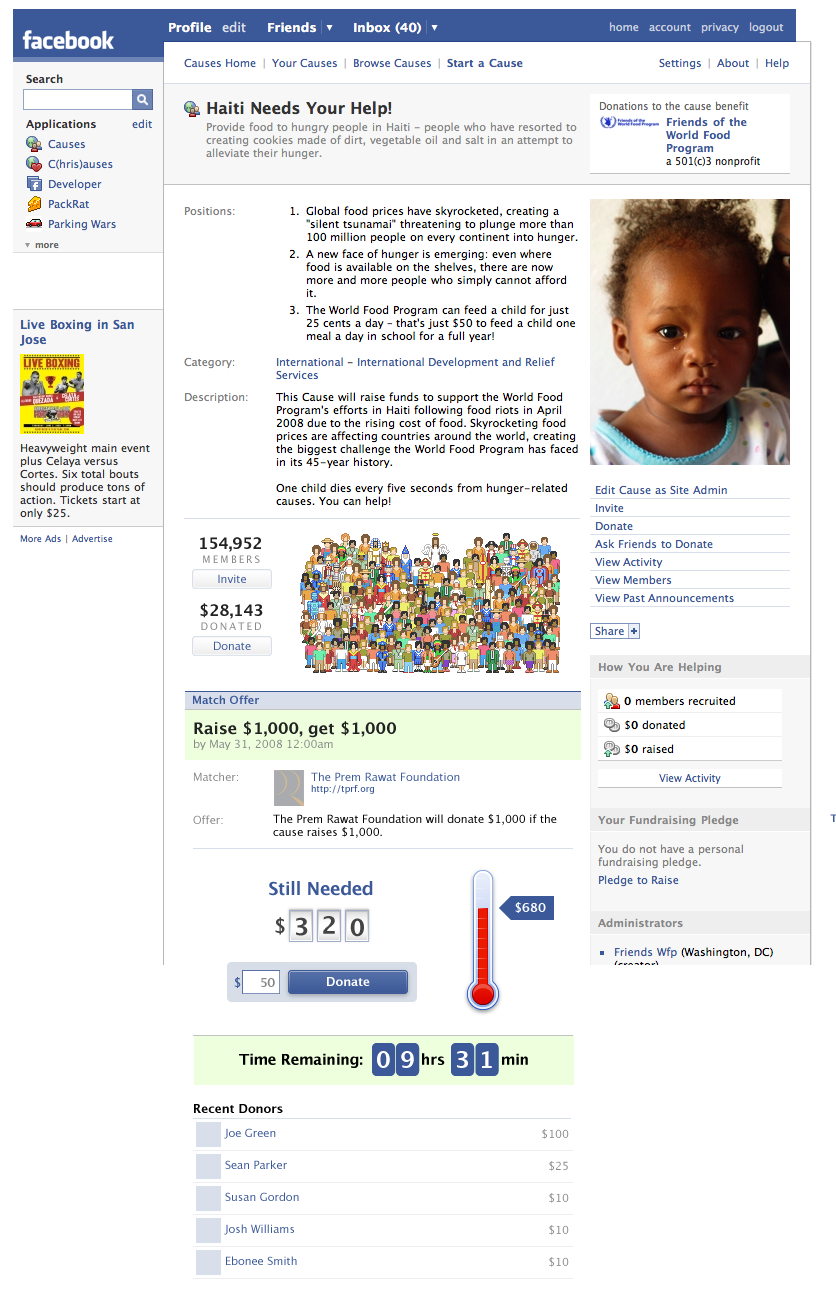 facebook
Profile edit Friends ▼ Inbox (40) ▼ home account privacy logout
Search
Applications edit
Causes
C(hris)auses
Developer
PackRat
Parking Wars
▼ more
Live Boxing in San
Jose
LIVE BOXING
Heavyweight main event
plus Celaya versus
Cortes. Six total bouts
should produce tons of
action. Tickets start at
only $25.
More Ads | Advertise
Causes Home | Your Causes | Browse Causes | Start a Cause Settings | About | Help
Haiti Needs Your Help!
Provide food to hungry people in Haiti - people who have resorted to
creating cookies made of dirt, vegetable oil and salt in an attempt to
alleviate their hunger.
Donations to the cause benefit
Friends of the
World Food Program
Friends of the
World Food
Program
a 501(c)3 nonprofit
Positions:
1. Global food prices have skyrocketed, creating a
"silent tsunamai" threatening to plunge more than
100 million people on every continent into hunger.
2. A new face of hunger is emerging: even where
food is available on the shelves, there are now
more and more people who simply cannot afford
it.
3. The World Food Program can feed a child for just
25 cents a day - that's just $50 to feed a child one
meal a day in school for a full year!
Category: International - International Development and Relief
Services
Description: This Cause will raise funds to support the World Food
Program's efforts in Haiti following food riots in April
2008 due to the rising cost of food. Skyrocketing food
prices are affecting countries around the world, creating
the biggest challenge the World Food Program has faced
in its 45-year history.
One child dies every five seconds from hunger-related
causes. You can help!
154,952
MEMBERS
Invite
$28,143
DONATED
Donate
Match Offer
Raise $1,000, get $1,000
by May 31, 2008 12:00am
Matcher: The Prem Rawat Foundation
http://tprf.org
Offer: The Prem Rawat Foundation will donate $1,000 if the
cause raises $1,000.
Still Needed
$ 3 2 0
$ 50 Donate
$680
Time Remaining: 09 hrs 31 min
Recent Donors
Joe Green $100
Sean Parker $25
Susan Gordon $10
Josh Williams $10
Ebonee Smith $10
Edit Cause as Site Admin
Invite
Donate
Ask Friends to Donate
View Activity
View Members
View Past Announcements
Share +
How You Are Helping
0 members recruited
$0 donated
$0 raised
View Activity
Your Fundraising Pledge
You do not have a personal
fundraising pledge.
Pledge to Raise
Administrators
Friends Wfp (Washington, DC)
(creator)
T